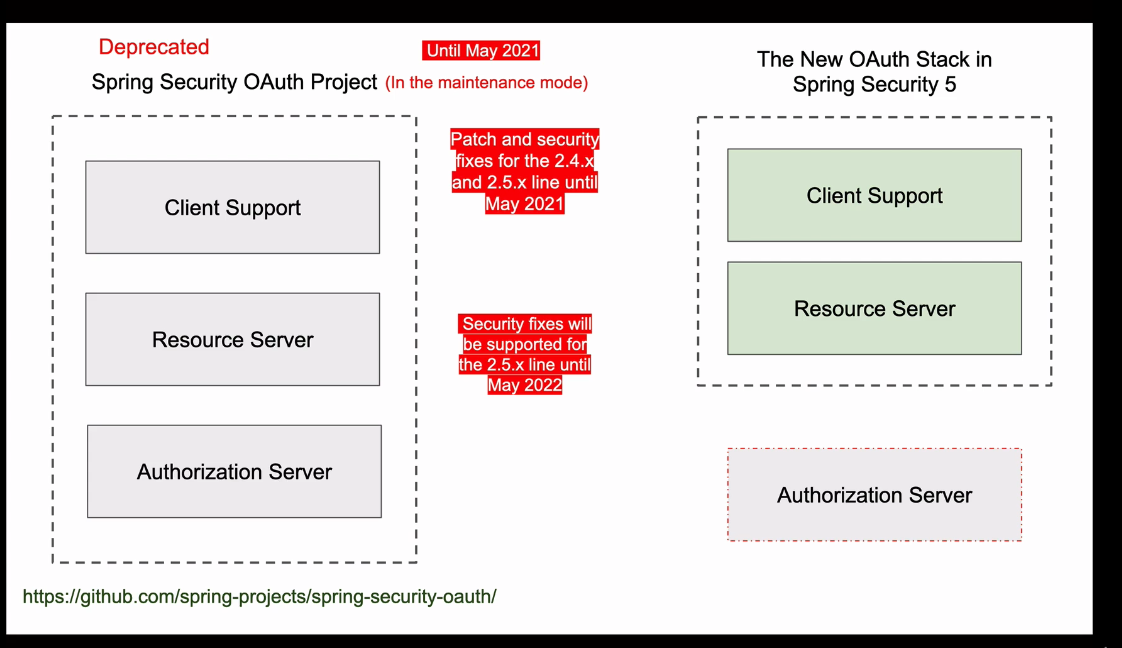 Deprecated
Until May 2021
Spring Security OAuth Project (In the maintenance mode)
Client Support
Resource Server
Authorization Server
Patch and security
fixes for the 2.4.x
and 2.5.x line until
May 2021
Security fixes will
be supported for
the 2.5.x line until
May 2022
The New OAuth Stack in
Spring Security 5
Client Support
Resource Server
Authorization Server
https://github.com/spring-projects/spring-security-oauth/